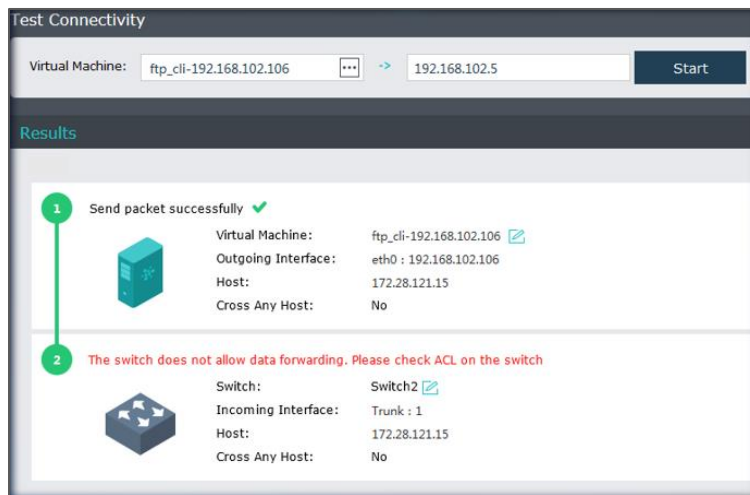 Test Connectivity
Virtual Machine: ftp_cli-192.168.102.106 ... -> 192.168.102.5 Start
Results
1 Send packet successfully
Virtual Machine: ftp_cli-192.168.102.106
Outgoing Interface: eth0 : 192.168.102.106
Host: 172.28.121.15
Cross Any Host: No
2 The switch does not allow data forwarding. Please check ACL on the switch
Switch: Switch2
Incoming Interface: Trunk : 1
Host: 172.28.121.15
Cross Any Host: No